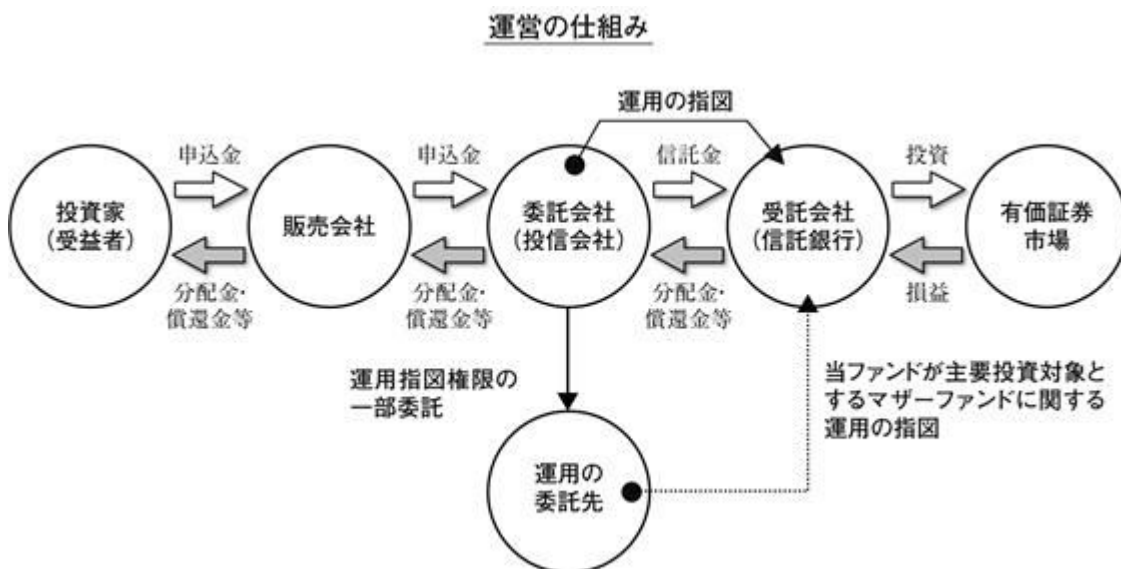 運営の仕組み
運用の指図
申込金
申込金
信託金
投資
投資家
(受益者)
販売会社
委託会社
(投信会社)
受託会社
(信託銀行)
有価証券
市場
分配金・
償還金等
分配金・
償還金等
分配金・
償還金等
損益
運用指図権限の
一部委託
当ファンドが主要投資対象と
するマザーファンドに関する
運用の指図
運用の
委託先